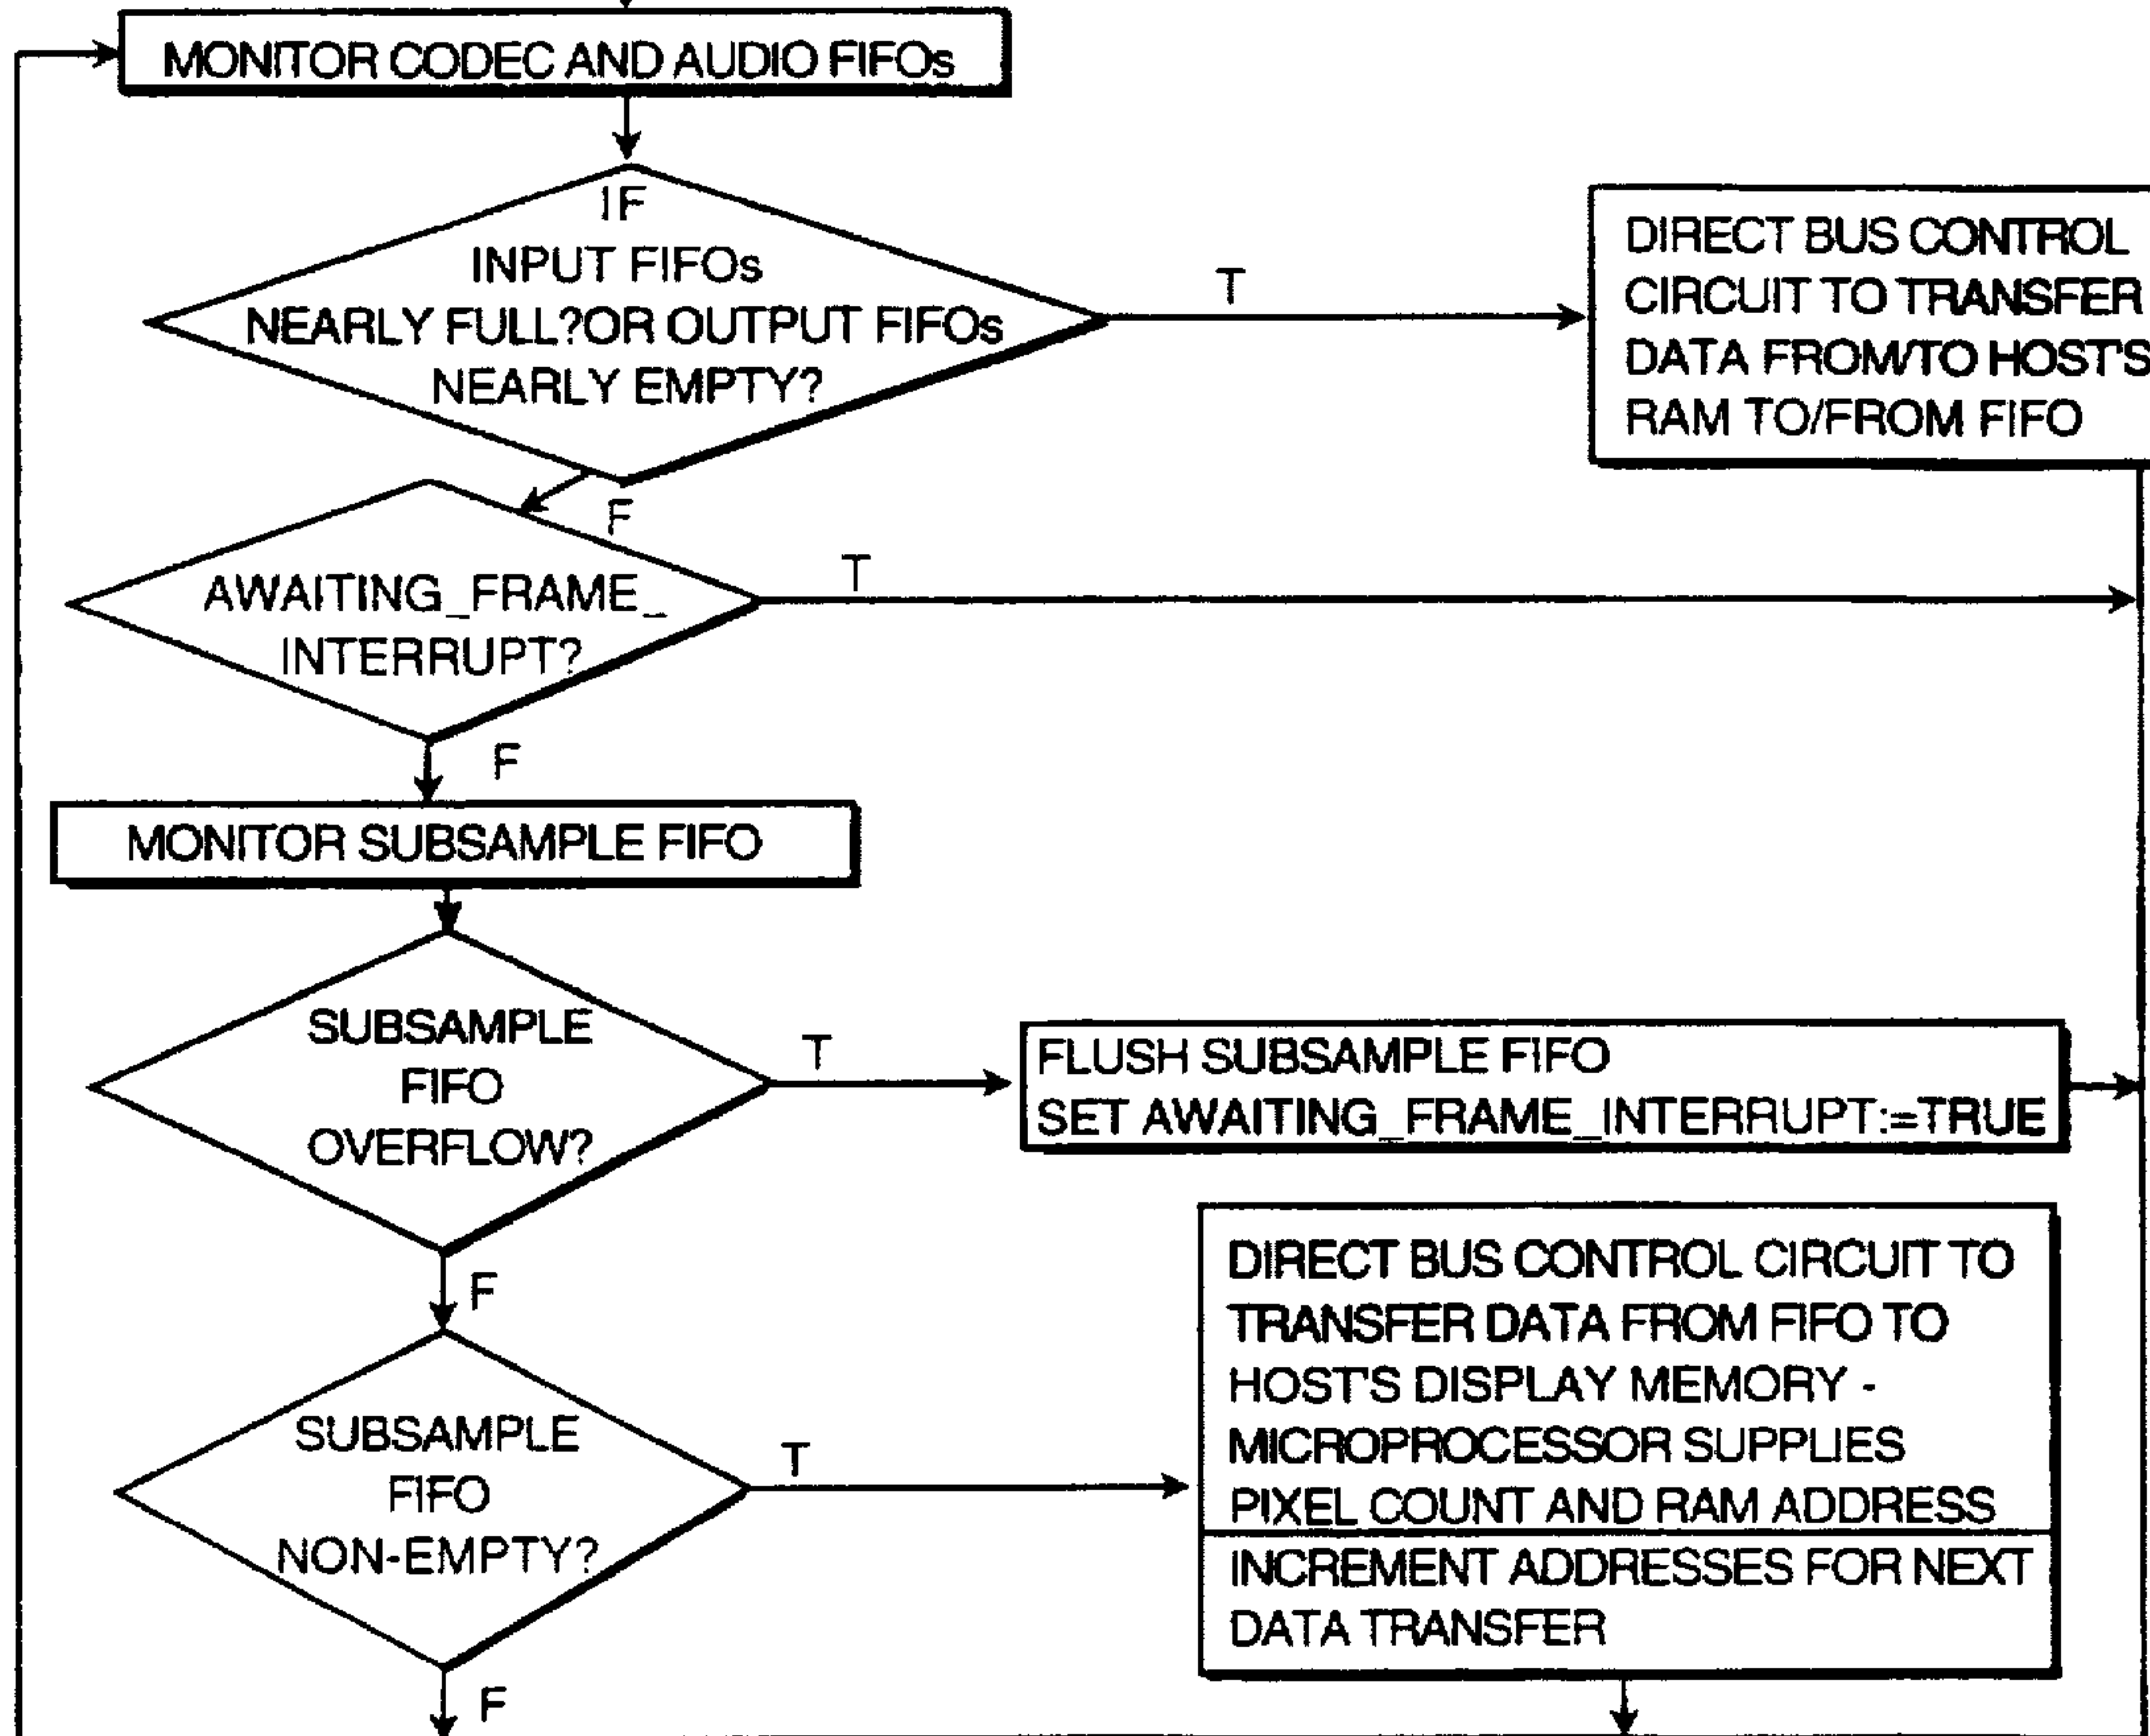 MONITOR CODEC AND AUDIO FIFOs
IF
INPUT FIFOs
NEARLY FULL?OR OUTPUT FIFOs
NEARLY EMPTY?
T
DIRECT BUS CONTROL
CIRCUIT TO TRANSFER
DATA FROM/TO HOST'S
RAM TO/FROM FIFO
F
AWAITING_FRAME_
INTERRUPT?
T
F
MONITOR SUBSAMPLE FIFO
SUBSAMPLE
FIFO
OVERFLOW?
T
FLUSH SUBSAMPLE FIFO
SET AWAITING_FRAME_INTERRUPT:=TRUE
F
SUBSAMPLE
FIFO
NON-EMPTY?
T
DIRECT BUS CONTROL CIRCUIT TO
TRANSFER DATA FROM FIFO TO
HOST'S DISPLAY MEMORY -
MICROPROCESSOR SUPPLIES
PIXEL COUNT AND RAM ADDRESS
INCREMENT ADDRESSES FOR NEXT
DATA TRANSFER
F